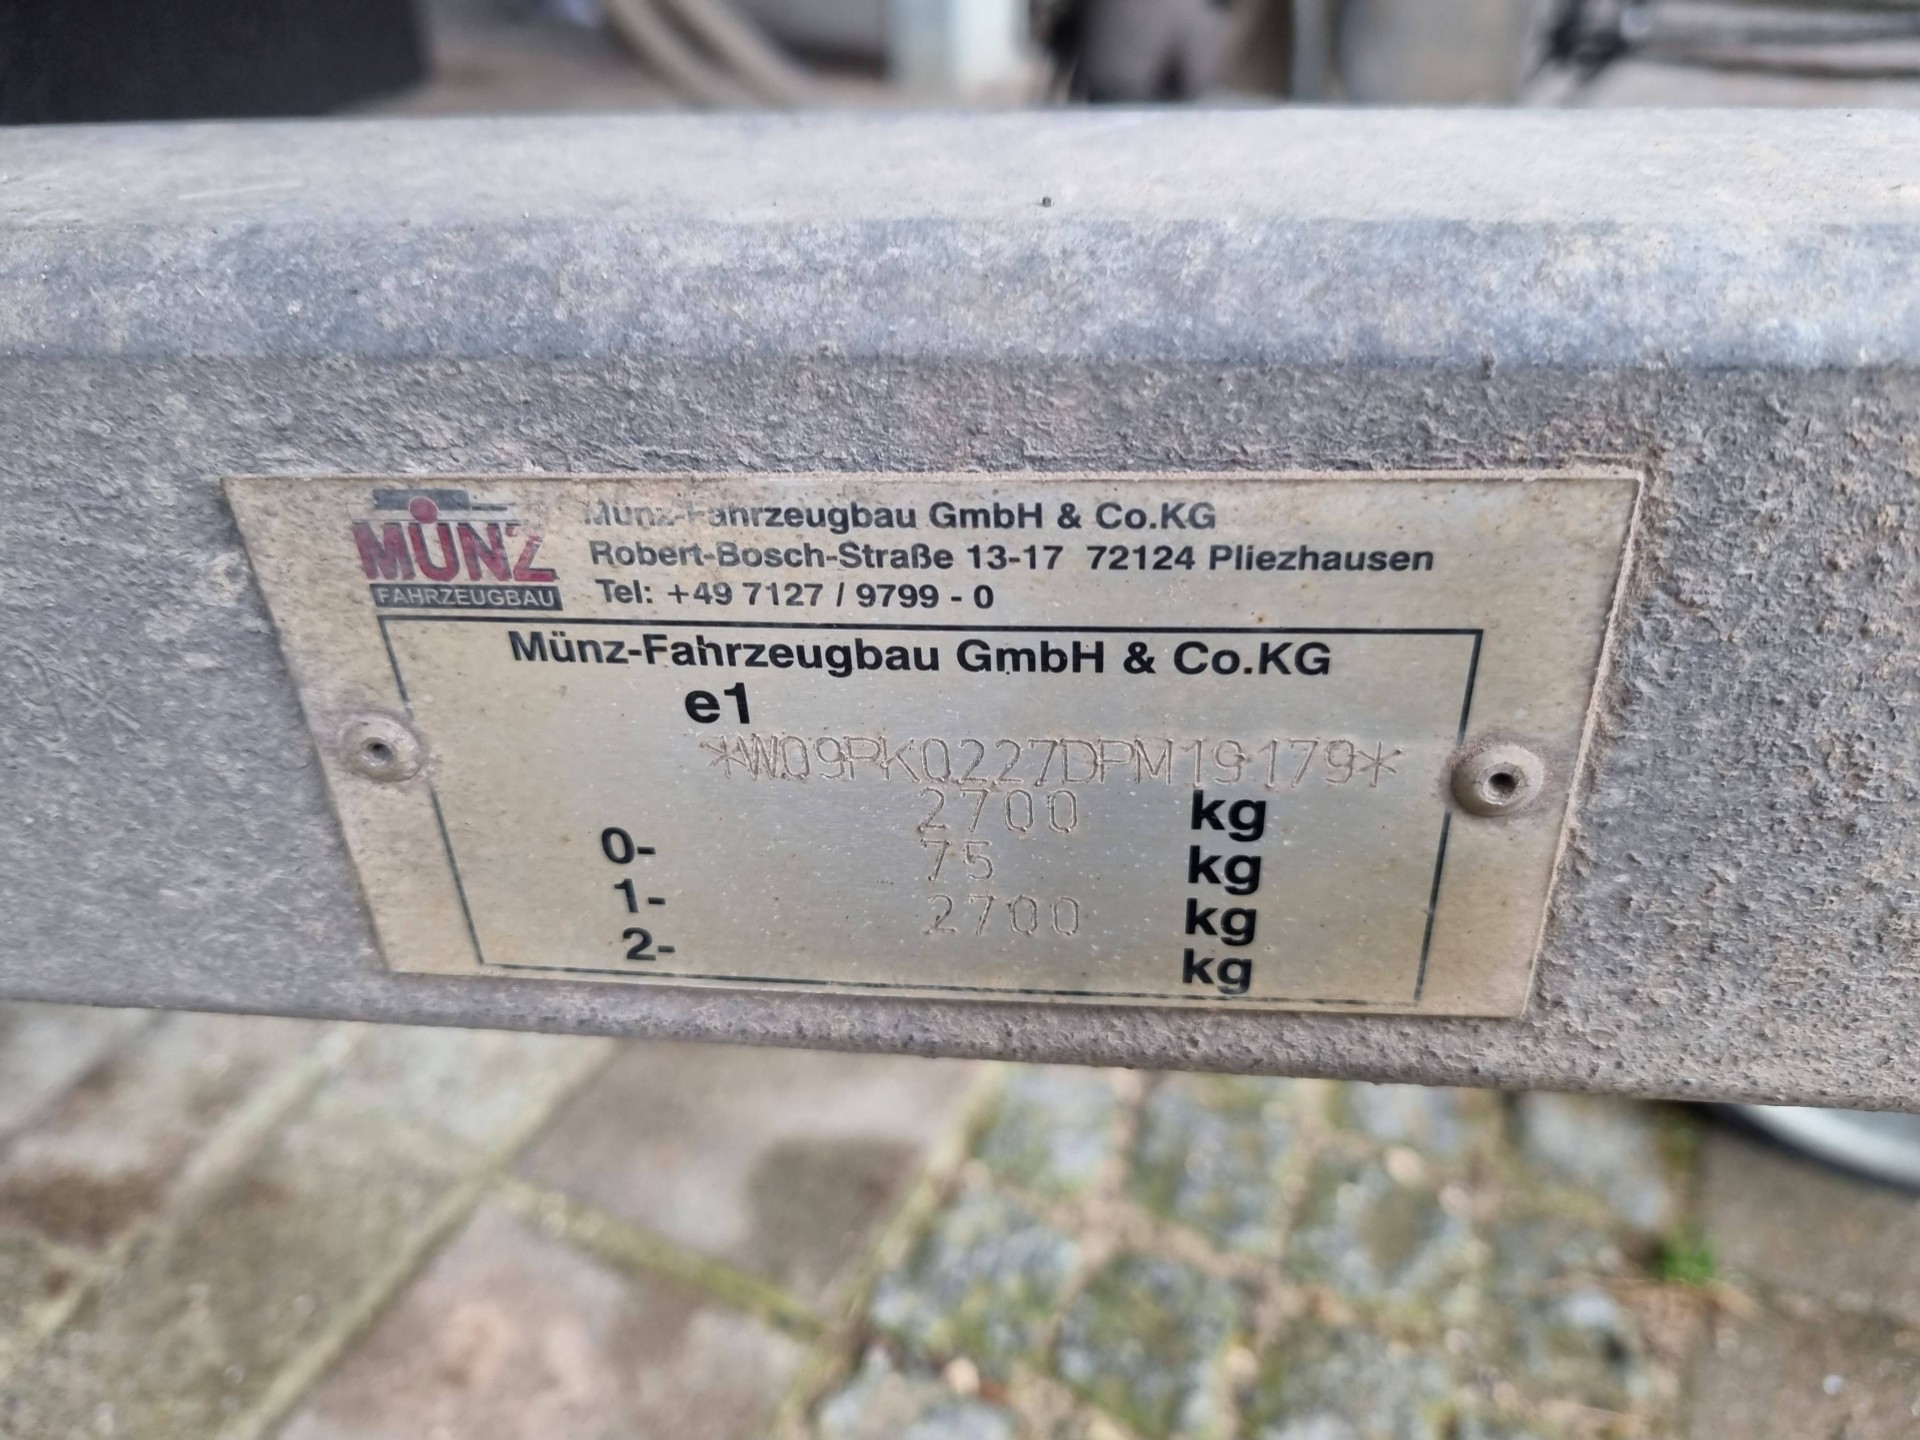 MÜNZ
FAHRZEUGBAU
Münz-Fahrzeugbau GmbH & Co.KG
Robert-Bosch-Straße 13-17 72124 Pliezhausen
Tel: +49 7127 / 9799 - 0
Münz-Fahrzeugbau GmbH & Co.KG
e1
*W09PK0227DPM19179*
2700 kg
0- 75 kg
1- 2700 kg
2- kg